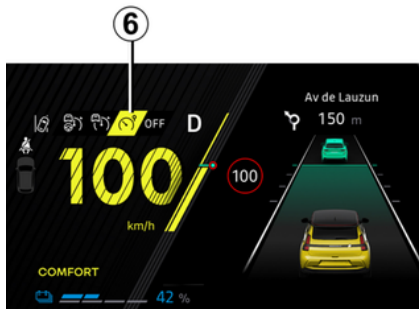 6
Av de Lauzun
150 m
OFF D
100
100
km/h
COMFORT
42 %